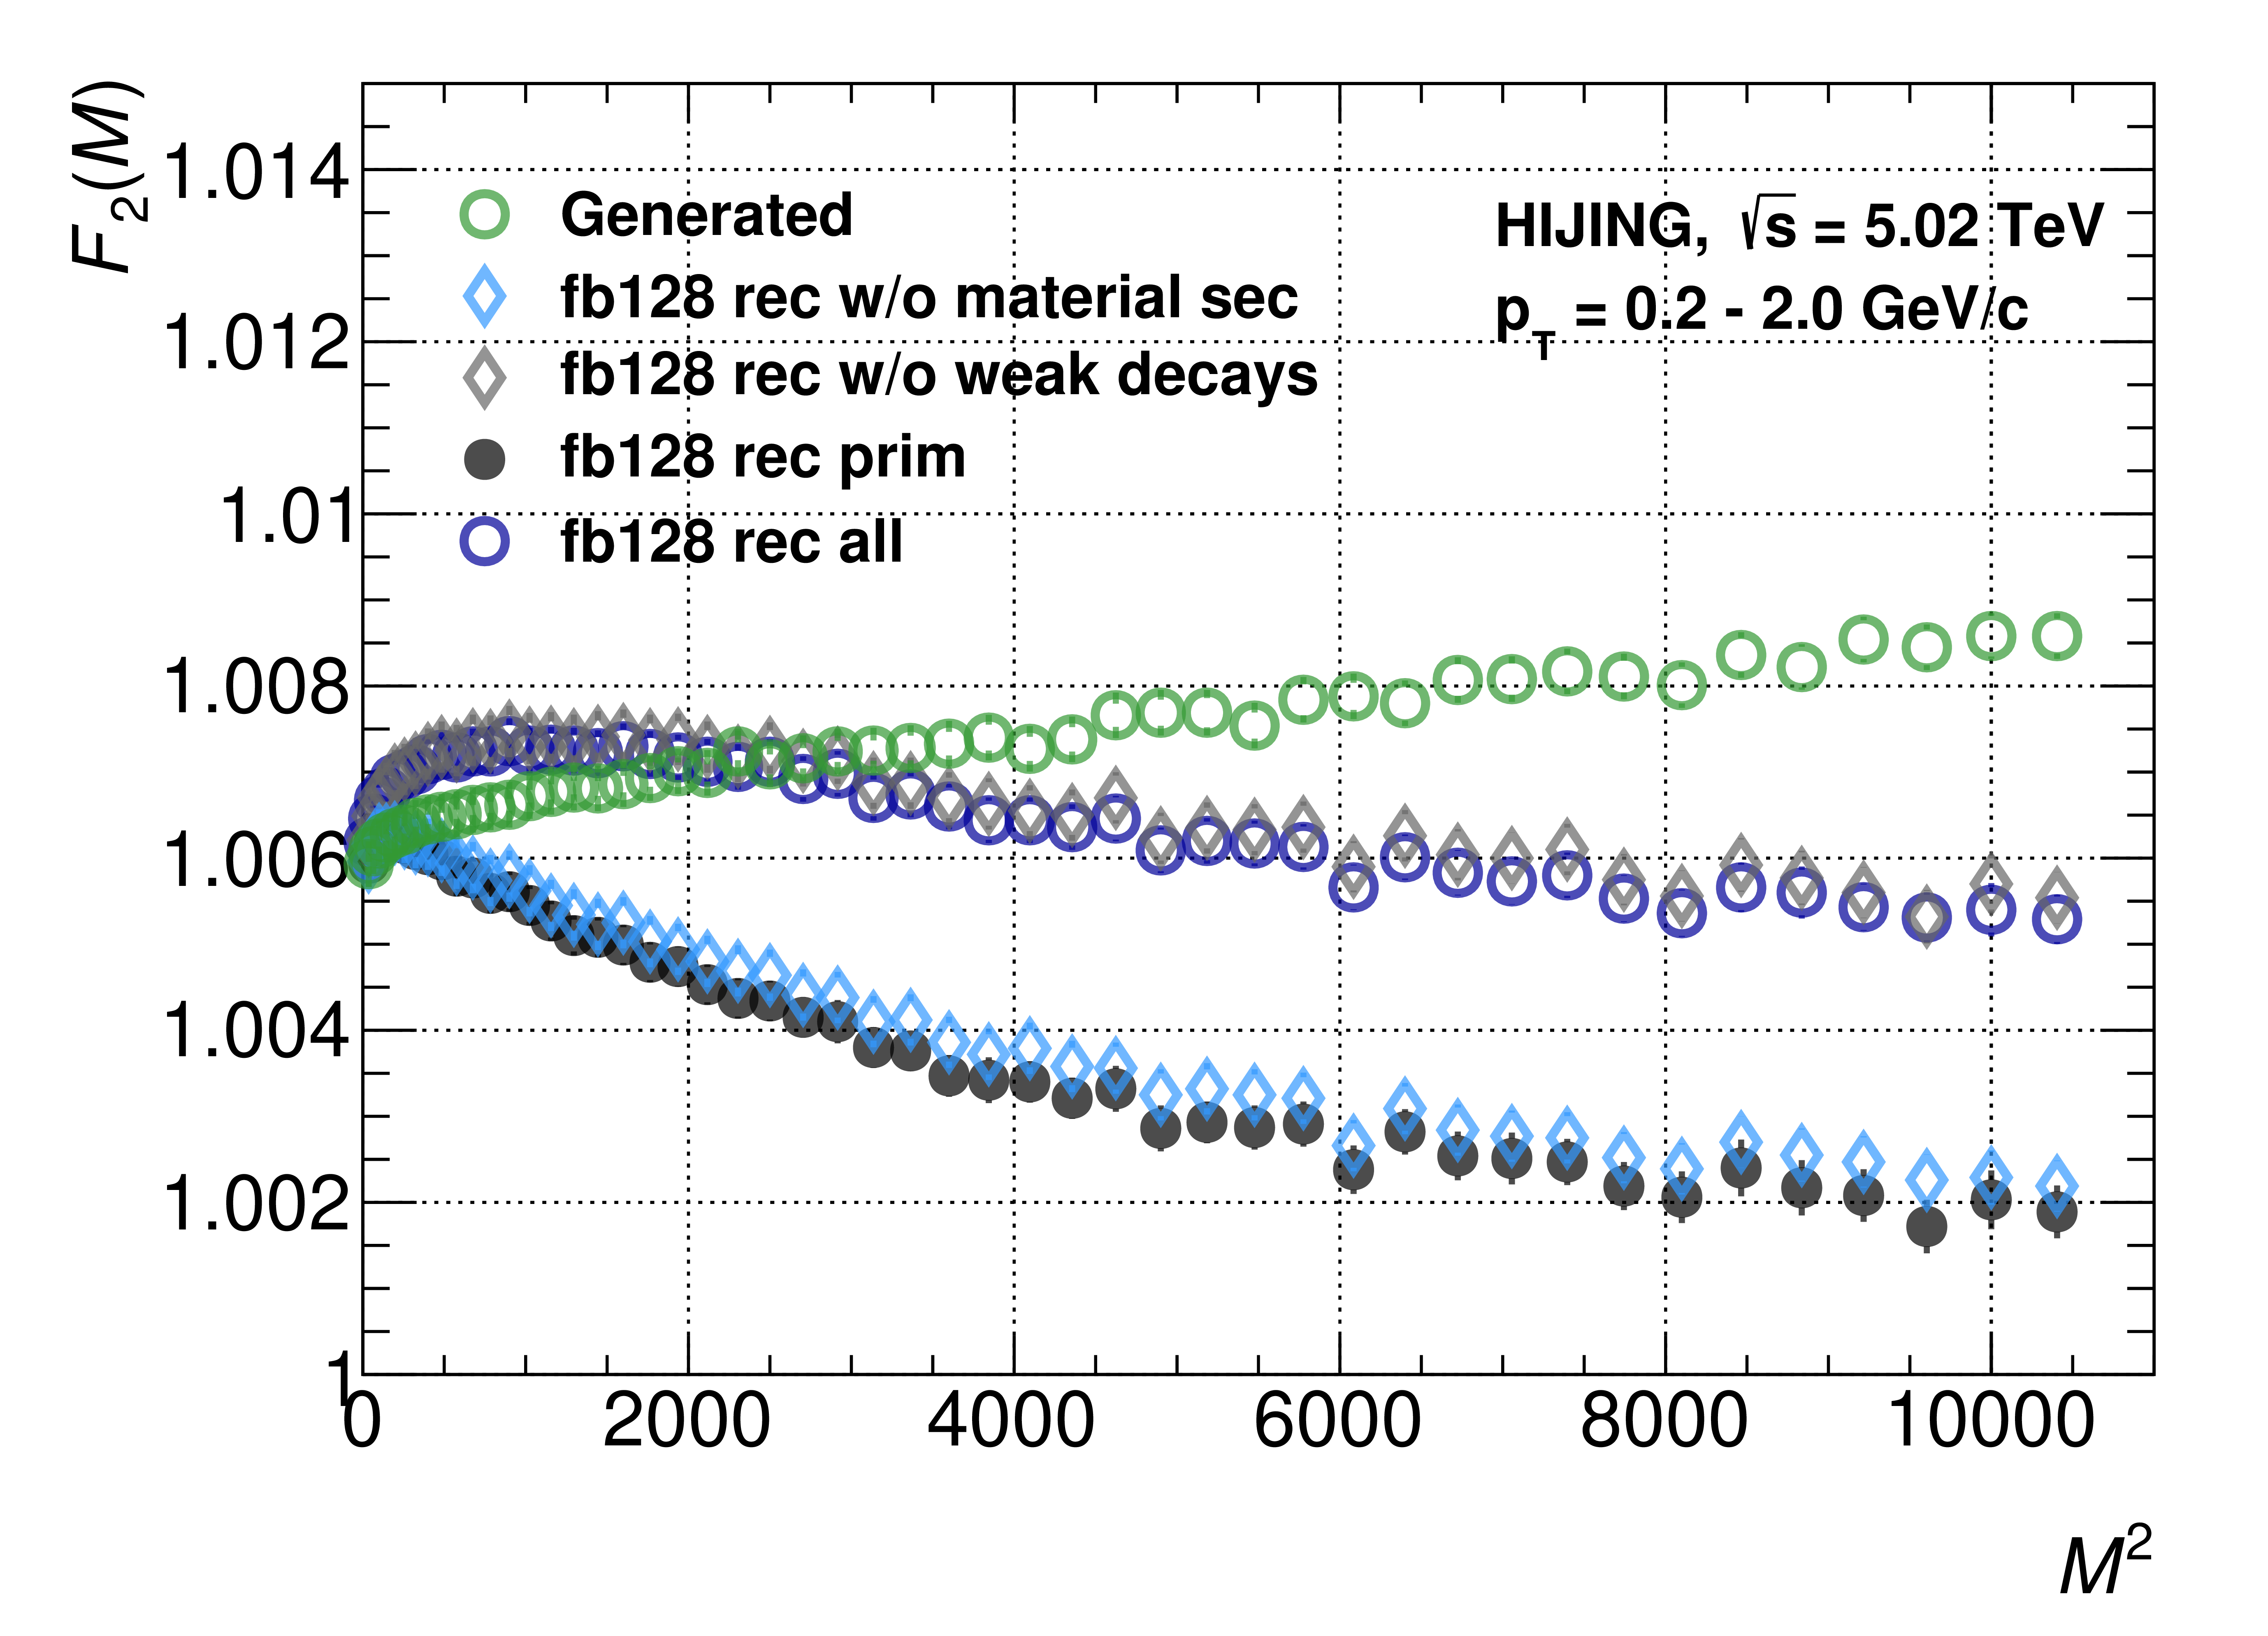 F2(M)
1.014
1.012
1.01
1.008
1.006
1.004
1.002
1
Generated
fb128 rec w/o material sec
fb128 rec w/o weak decays
fb128 rec prim
fb128 rec all
HIJING, √s = 5.02 TeV
pT = 0.2 - 2.0 GeV/c
0 2000 4000 6000 8000 10000
M²